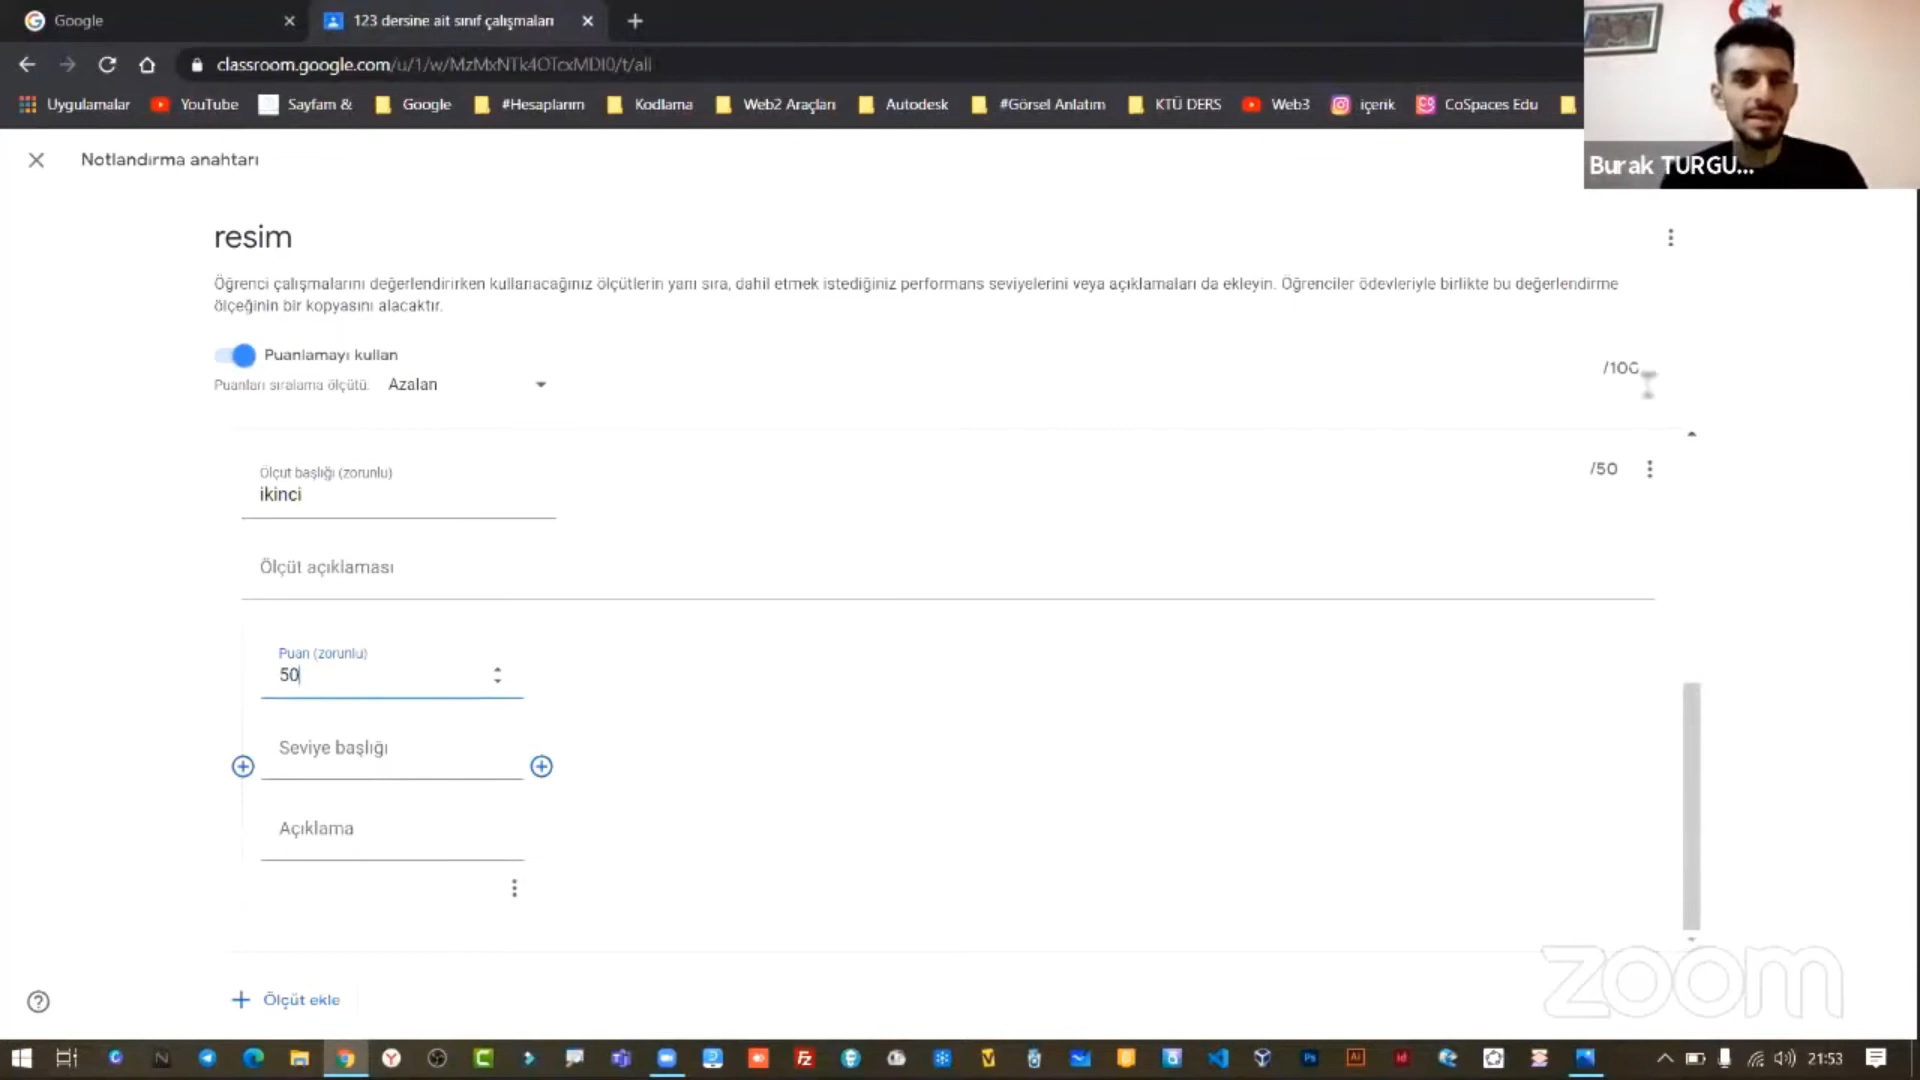 Google
123 dersine ait sınıf çalışmaları
classroom.google.com/u/1/w/MzMxNTk4OTcxMDI0/t/all
Uygulamalar YouTube Sayfam & Google #Hesaplarım Kodlama Web2 Araçları Autodesk #Görsel Anlatım KTÜ DERS Web3 içerik CoSpaces Edu
Burak TURGU...
Notlandırma anahtarı
resim
Öğrenci çalışmalarını değerlendirirken kullanacağınız ölçütlerin yanı sıra, dahil etmek istediğiniz performans seviyelerini veya açıklamaları da ekleyin. Öğrenciler ödevleriyle birlikte bu değerlendirme
ölçeğinin bir kopyasını alacaktır.
Puanlamayı kullan
/100
Puanları sıralama ölçütü: Azalan
Ölçüt başlığı (zorunlu)
/50
ikinci
Ölçüt açıklaması
Puan (zorunlu)
50
Seviye başlığı
Açıklama
Ölçüt ekle
zoom
21:53